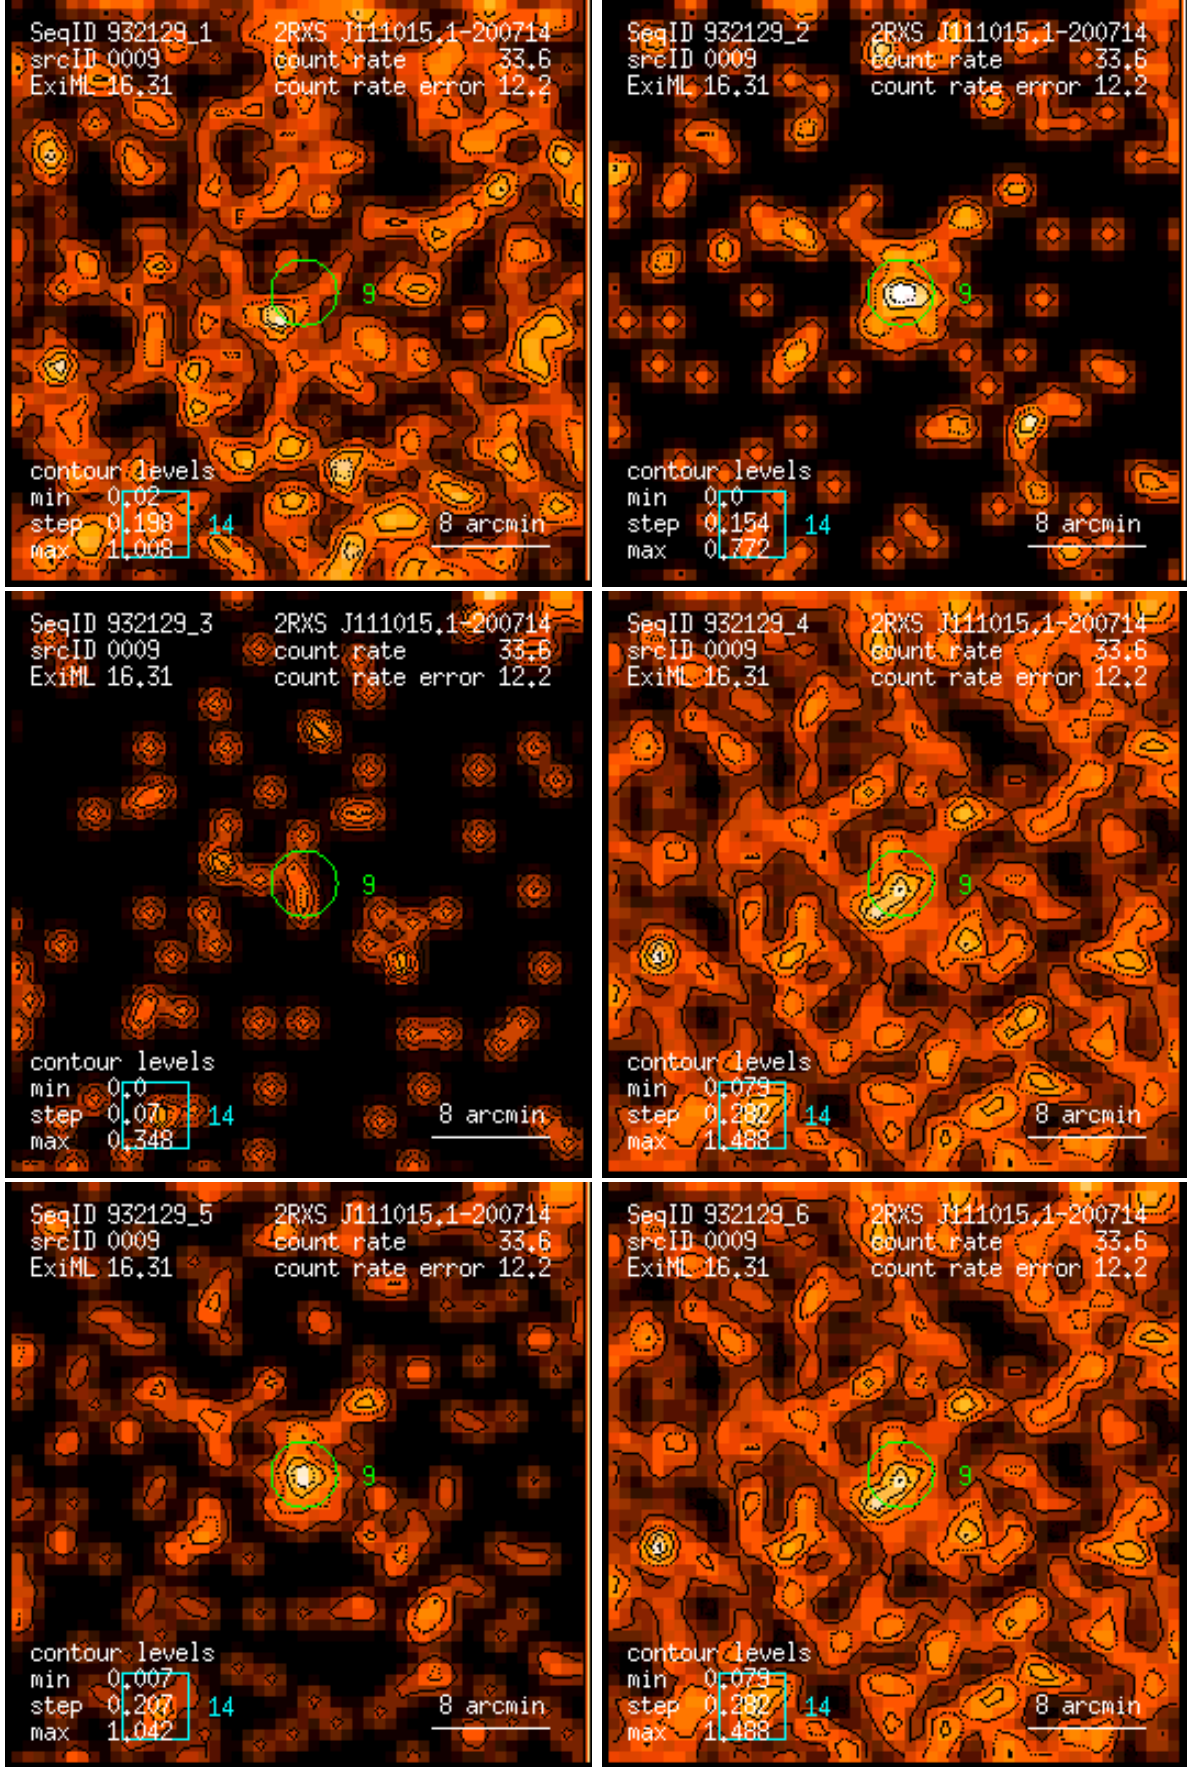 SeqID 932129_1 2RXS J111015.1-200714
srcID 0009 count rate 33.6
ExiML 16.31 count rate error 12.2
9
contour levels
min 0.02
step 0.198 14 8 arcmin
max 1.008
SeqID 932129_2 2RXS J111015.1-200714
srcID 0009 count rate 33.6
ExiML 16.31 count rate error 12.2
9
contour levels
min 0.0
step 0.154 14 8 arcmin
max 0.772
SeqID 932129_3 2RXS J111015.1-200714
srcID 0009 count rate 33.6
ExiML 16.31 count rate error 12.2
9
contour levels
min 0.0
step 0.07 14 8 arcmin
max 0.348
SeqID 932129_4 2RXS J111015.1-200714
srcID 0009 count rate 33.6
ExiML 16.31 count rate error 12.2
9
contour levels
min 0.079
step 0.282 14 8 arcmin
max 1.488
SeqID 932129_5 2RXS J111015.1-200714
srcID 0009 count rate 33.6
ExiML 16.31 count rate error 12.2
9
contour levels
min 0.007
step 0.207 14 8 arcmin
max 1.042
SeqID 932129_6 2RXS J111015.1-200714
srcID 0009 count rate 33.6
ExiML 16.31 count rate error 12.2
9
contour levels
min 0.079
step 0.282 14 8 arcmin
max 1.488